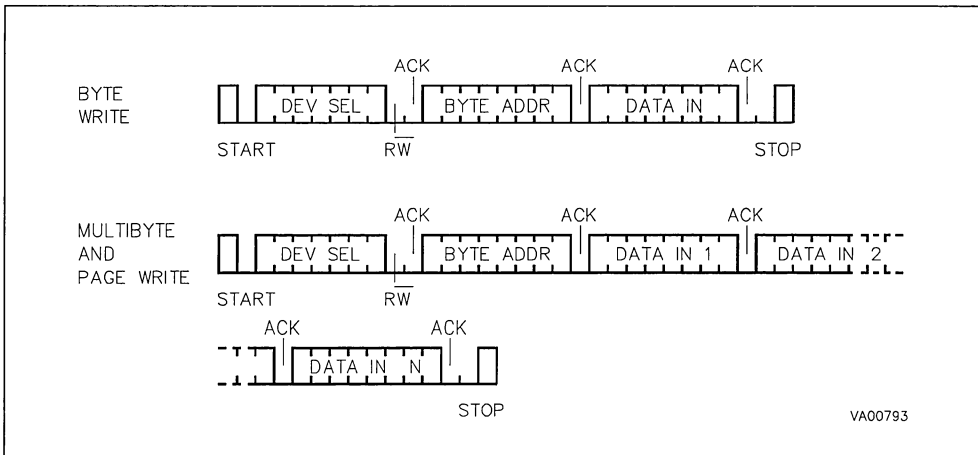 ACK ACK ACK
BYTE
WRITE
DEV SEL BYTE ADDR DATA IN
START RW̅ STOP
ACK ACK ACK
MULTIBYTE
AND
PAGE WRITE
DEV SEL BYTE ADDR DATA IN 1 DATA IN 2
START RW̅
ACK ACK
DATA IN N
STOP
VA00793